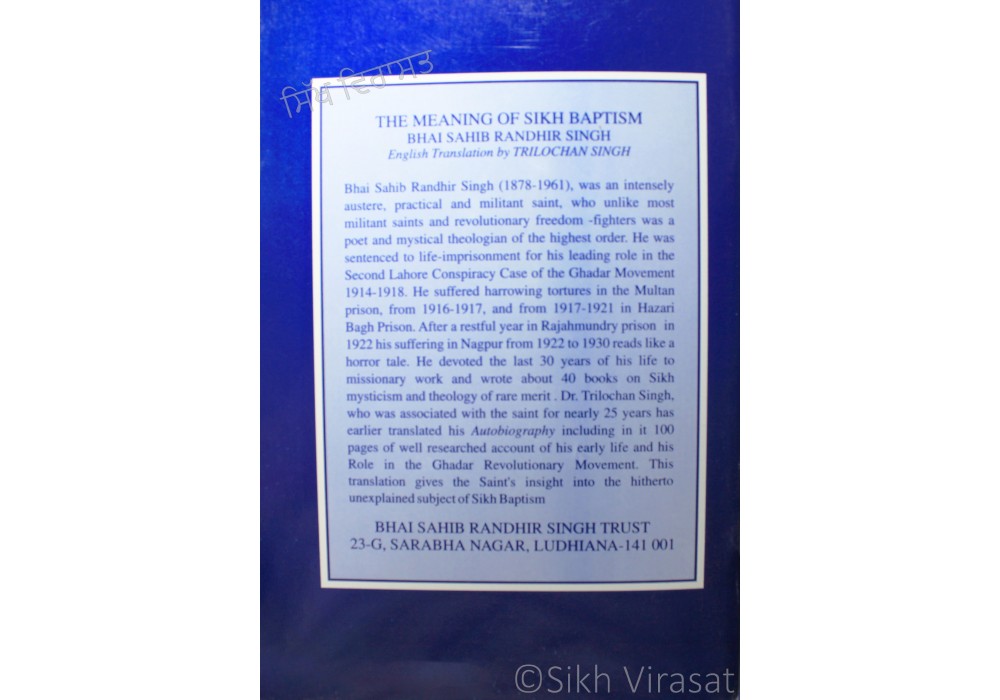 ਸਿੱਖ ਵਿਰਾਸਤ
THE MEANING OF SIKH BAPTISM
BHAI SAHIB RANDHIR SINGH
English Translation by TRILOCHAN SINGH
Bhai Sahib Randhir Singh (1878-1961), was an intensely
austere, practical and militant saint, who unlike most
militant saints and revolutionary freedom -fighters was a
poet and mystical theologian of the highest order. He was
sentenced to life-imprisonment for his leading role in the
Second Lahore Conspiracy Case of the Ghadar Movement
1914-1918. He suffered harrowing tortures in the Multan
prison, from 1916-1917, and from 1917-1921 in Hazari
Bagh Prison. After a restful year in Rajahmundry prison in
1922 his suffering in Nagpur from 1922 to 1930 reads like a
horror tale. He devoted the last 30 years of his life to
missionary work and wrote about 40 books on Sikh
mysticism and theology of rare merit . Dr. Trilochan Singh,
who was associated with the saint for nearly 25 years has
earlier translated his Autobiography including in it 100
pages of well researched account of his early life and his
Role in the Ghadar Revolutionary Movement. This
translation gives the Saint's insight into the hitherto
unexplained subject of Sikh Baptism
BHAI SAHIB RANDHIR SINGH TRUST
23-G, SARABHA NAGAR, LUDHIANA-141 001
©Sikh Virasat